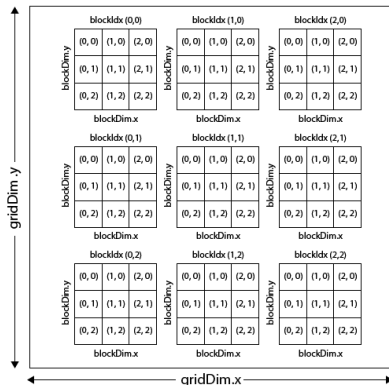 blockIdx (0,0) blockIdx (1,0) blockIdx (2,0)
(0, 0) (1, 0) (2, 0) (0, 0) (1, 0) (2, 0) (0, 0) (1, 0) (2, 0)
blockDim.y (0, 1) (1, 1) (2, 1) blockDim.y (0, 1) (1, 1) (2, 1) blockDim.y (0, 1) (1, 1) (2, 1)
(0, 2) (1, 2) (2, 2) (0, 2) (1, 2) (2, 2) (0, 2) (1, 2) (2, 2)
blockDim.x blockDim.x blockDim.x
blockIdx (0,1) blockIdx (1,1) blockIdx (2,1)
(0, 0) (1, 0) (2, 0) (0, 0) (1, 0) (2, 0) (0, 0) (1, 0) (2, 0)
gridDim .y blockDim.y (0, 1) (1, 1) (2, 1) blockDim.y (0, 1) (1, 1) (2, 1) blockDim.y (0, 1) (1, 1) (2, 1)
(0, 2) (1, 2) (2, 2) (0, 2) (1, 2) (2, 2) (0, 2) (1, 2) (2, 2)
blockDim.x blockDim.x blockDim.x
blockIdx (0,2) blockIdx (1,2) blockIdx (2,2)
(0, 0) (1, 0) (2, 0) (0, 0) (1, 0) (2, 0) (0, 0) (1, 0) (2, 0)
blockDim.y (0, 1) (1, 1) (2, 1) blockDim.y (0, 1) (1, 1) (2, 1) blockDim.y (0, 1) (1, 1) (2, 1)
(0, 2) (1, 2) (2, 2) (0, 2) (1, 2) (2, 2) (0, 2) (1, 2) (2, 2)
blockDim.x blockDim.x blockDim.x
gridDim.x